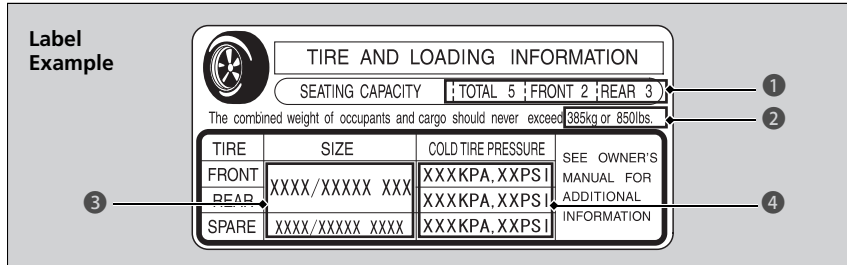 Label
Example
TIRE AND LOADING INFORMATION
SEATING CAPACITY TOTAL 5 FRONT 2 REAR 3
1
The combined weight of occupants and cargo should never exceed 385kg or 850lbs.
2
TIRE SIZE COLD TIRE PRESSURE
SEE OWNER'S
MANUAL FOR
ADDITIONAL
INFORMATION
FRONT XXXX/XXXXX XXX XXXKPA,XXPSI
REAR XXXKPA,XXPSI
3
4
SPARE XXXX/XXXXX XXXX XXXKPA,XXPSI